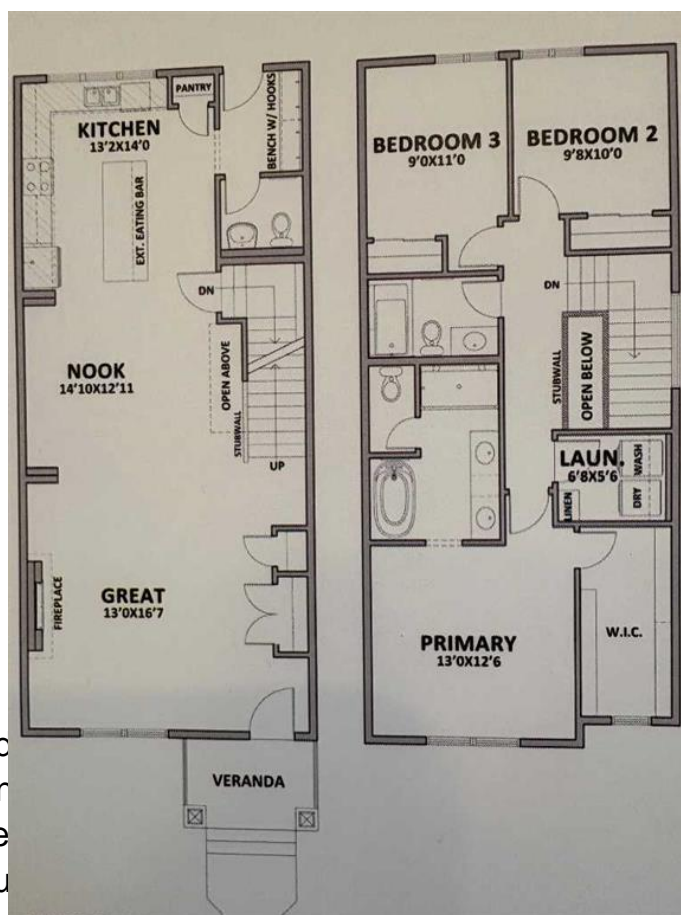 KITCHEN
13'2X14'0
PANTRY
BENCH W/ HOOKS
EXT. EATING BAR
DN
NOOK
14'10X12'11
OPEN ABOVE
STUBWALL
UP
GREAT
13'0X16'7
FIREPLACE
VERANDA
BEDROOM 3
9'0X11'0
BEDROOM 2
9'8X10'0
DN
STUBWALL
OPEN BELOW
LAUN.
6'8X5'6
WASH
DRY
LINEN
PRIMARY
13'0X12'6
W.I.C.